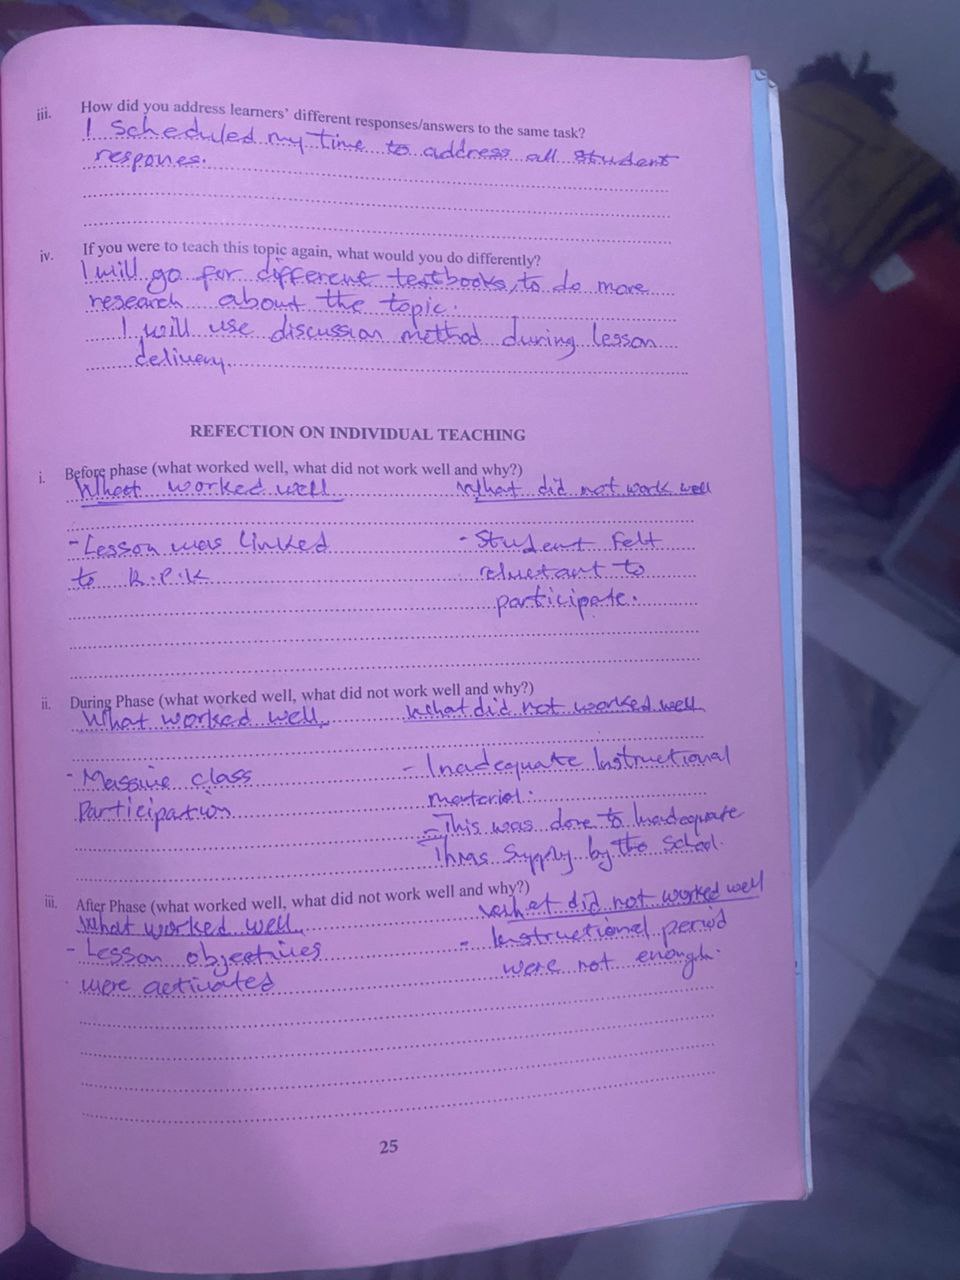 iii. How did you address learners' different responses/answers to the same task?
I scheduled my time to address all student
respones.
iv. If you were to teach this topic again, what would you do differently?
I will go for different textbooks, to do more
research about the topic.
I will use discussion method during lesson
delivery.
REFECTION ON INDIVIDUAL TEACHING
i. Before phase (what worked well, what did not work well and why?)
What worked well What did not work well
- Lesson was linked - Student felt
to R.P.K reluctant to
participate.
ii. During Phase (what worked well, what did not work well and why?)
What worked well What did not worked well
- Massive class - Inadequate Instructional
Participation material.
- This was done to Inadequate
supply by the School.
iii. After Phase (what worked well, what did not work well and why?)
What worked well What did not worked well
- Lesson objectives - Instructional period
were activated were not enough.
25